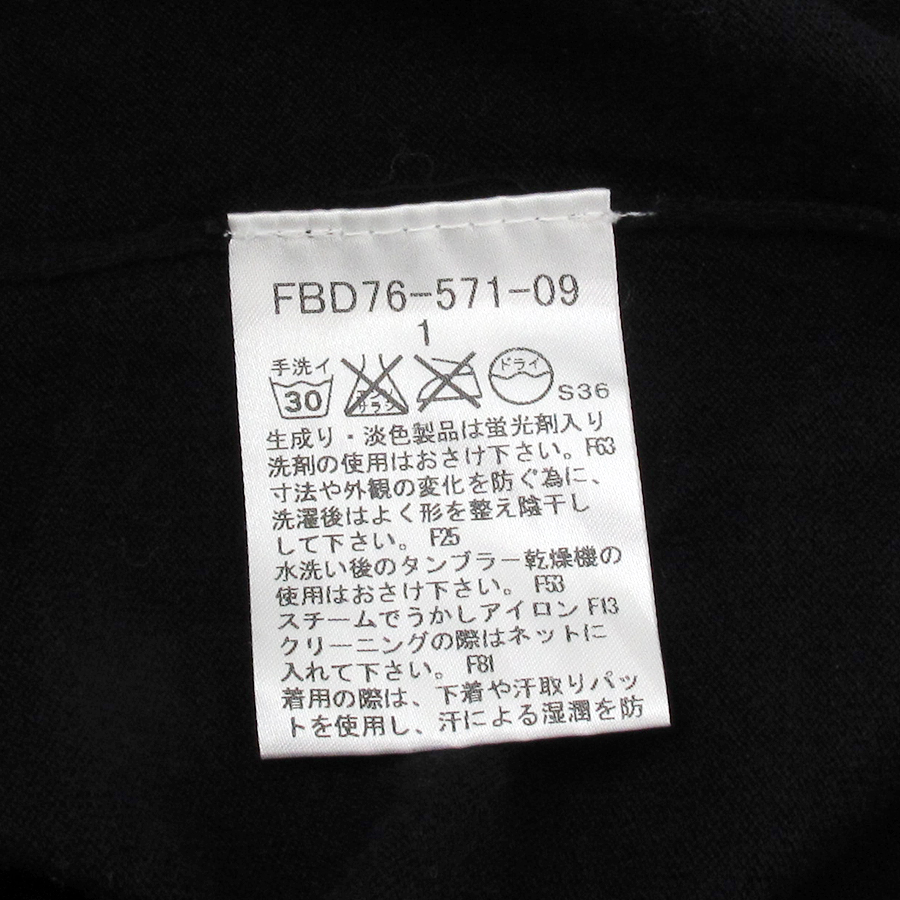 FBD76-571-09
1
手洗イ
30
エンソ
サラシ
ドライ
S36
生成り・淡色製品は蛍光剤入り
洗剤の使用はおさけ下さい。F63
寸法や外観の変化を防ぐ為に、
洗濯後はよく形を整え陰干し
して下さい。 F25
水洗い後のタンブラー乾燥機の
使用はおさけ下さい。 F53
スチームでうかしアイロン F13
クリーニングの際はネットに
入れて下さい。 F81
着用の際は、下着や汗取りパッ
トを使用し、汗による湿潤を防